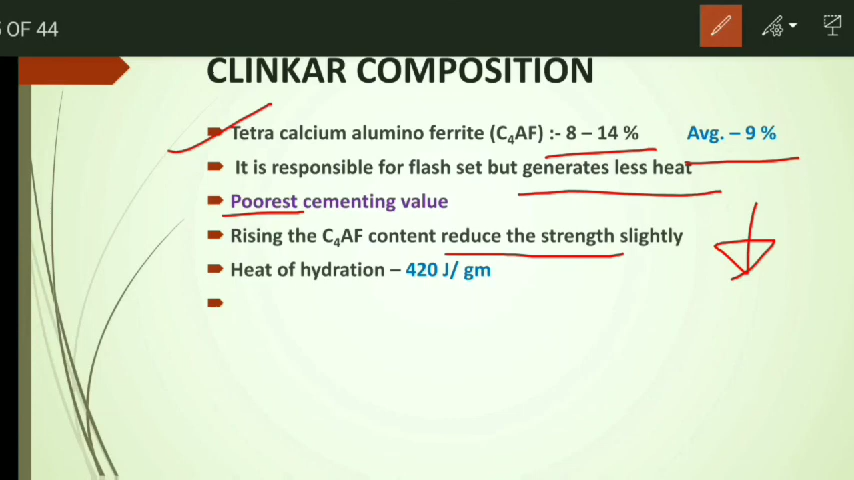 OF 44
CLINKAR COMPOSITION
Tetra calcium alumino ferrite (C₄AF) :- 8 – 14 % Avg. – 9 %
It is responsible for flash set but generates less heat
Poorest cementing value
Rising the C₄AF content reduce the strength slightly
Heat of hydration – 420 J/ gm